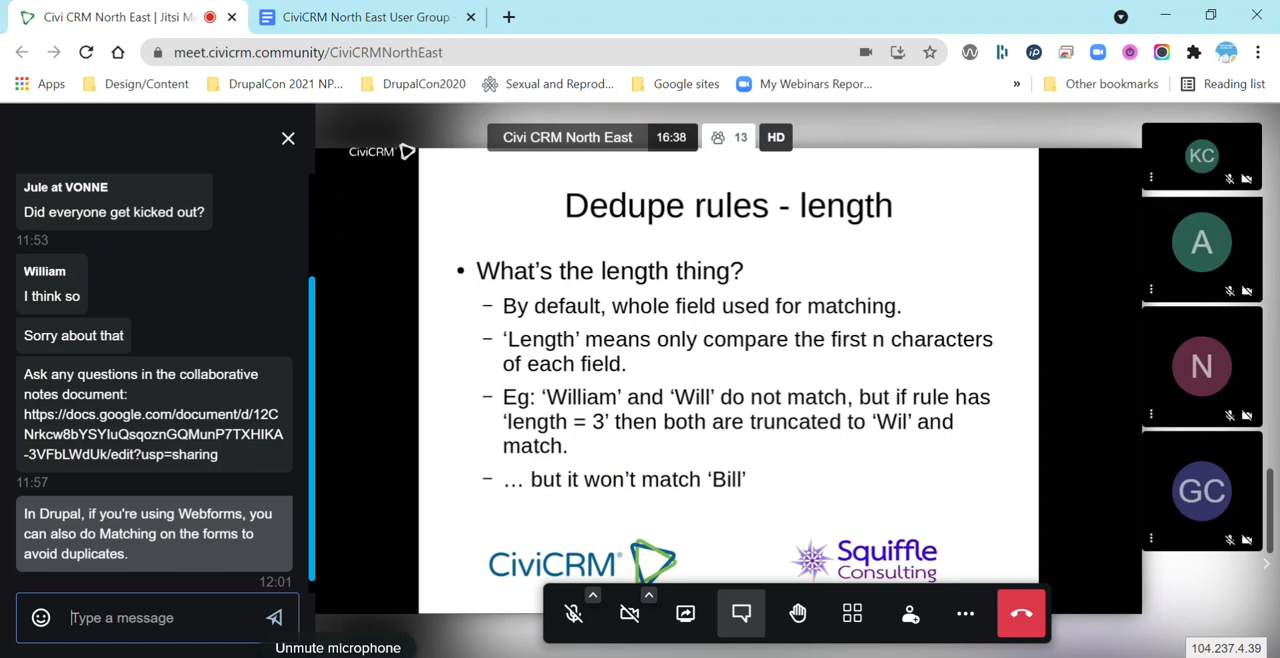 Civi CRM North East | Jitsi M
CiviCRM North East User Group -
meet.civicrm.community/CiviCRMNorthEast
Apps
Design/Content
DrupalCon 2021 NP...
DrupalCon2020
Sexual and Reprod...
Google sites
My Webinars Repor...
»
Other bookmarks
Reading list
Jule at VONNE
Did everyone get kicked out?
11:53
William
I think so
Sorry about that
Ask any questions in the collaborative
notes document:
https://docs.google.com/document/d/12C
Nrkcw8bYSYIuQsqoznGQMunP7TXHIKA
-3VFbLWdUk/edit?usp=sharing
11:57
In Drupal, if you're using Webforms, you
can also do Matching on the forms to
avoid duplicates.
12:01
Type a message
Unmute microphone
CiviCRM
Civi CRM North East 16:38 13 HD
Dedupe rules - length
• What's the length thing?
– By default, whole field used for matching.
– 'Length' means only compare the first n characters
of each field.
– Eg: 'William' and 'Will' do not match, but if rule has
'length = 3' then both are truncated to 'Wil' and
match.
– … but it won't match 'Bill'
CiviCRM®
Squiffle
Consulting
KC
A
N
GC
104.237.4.39